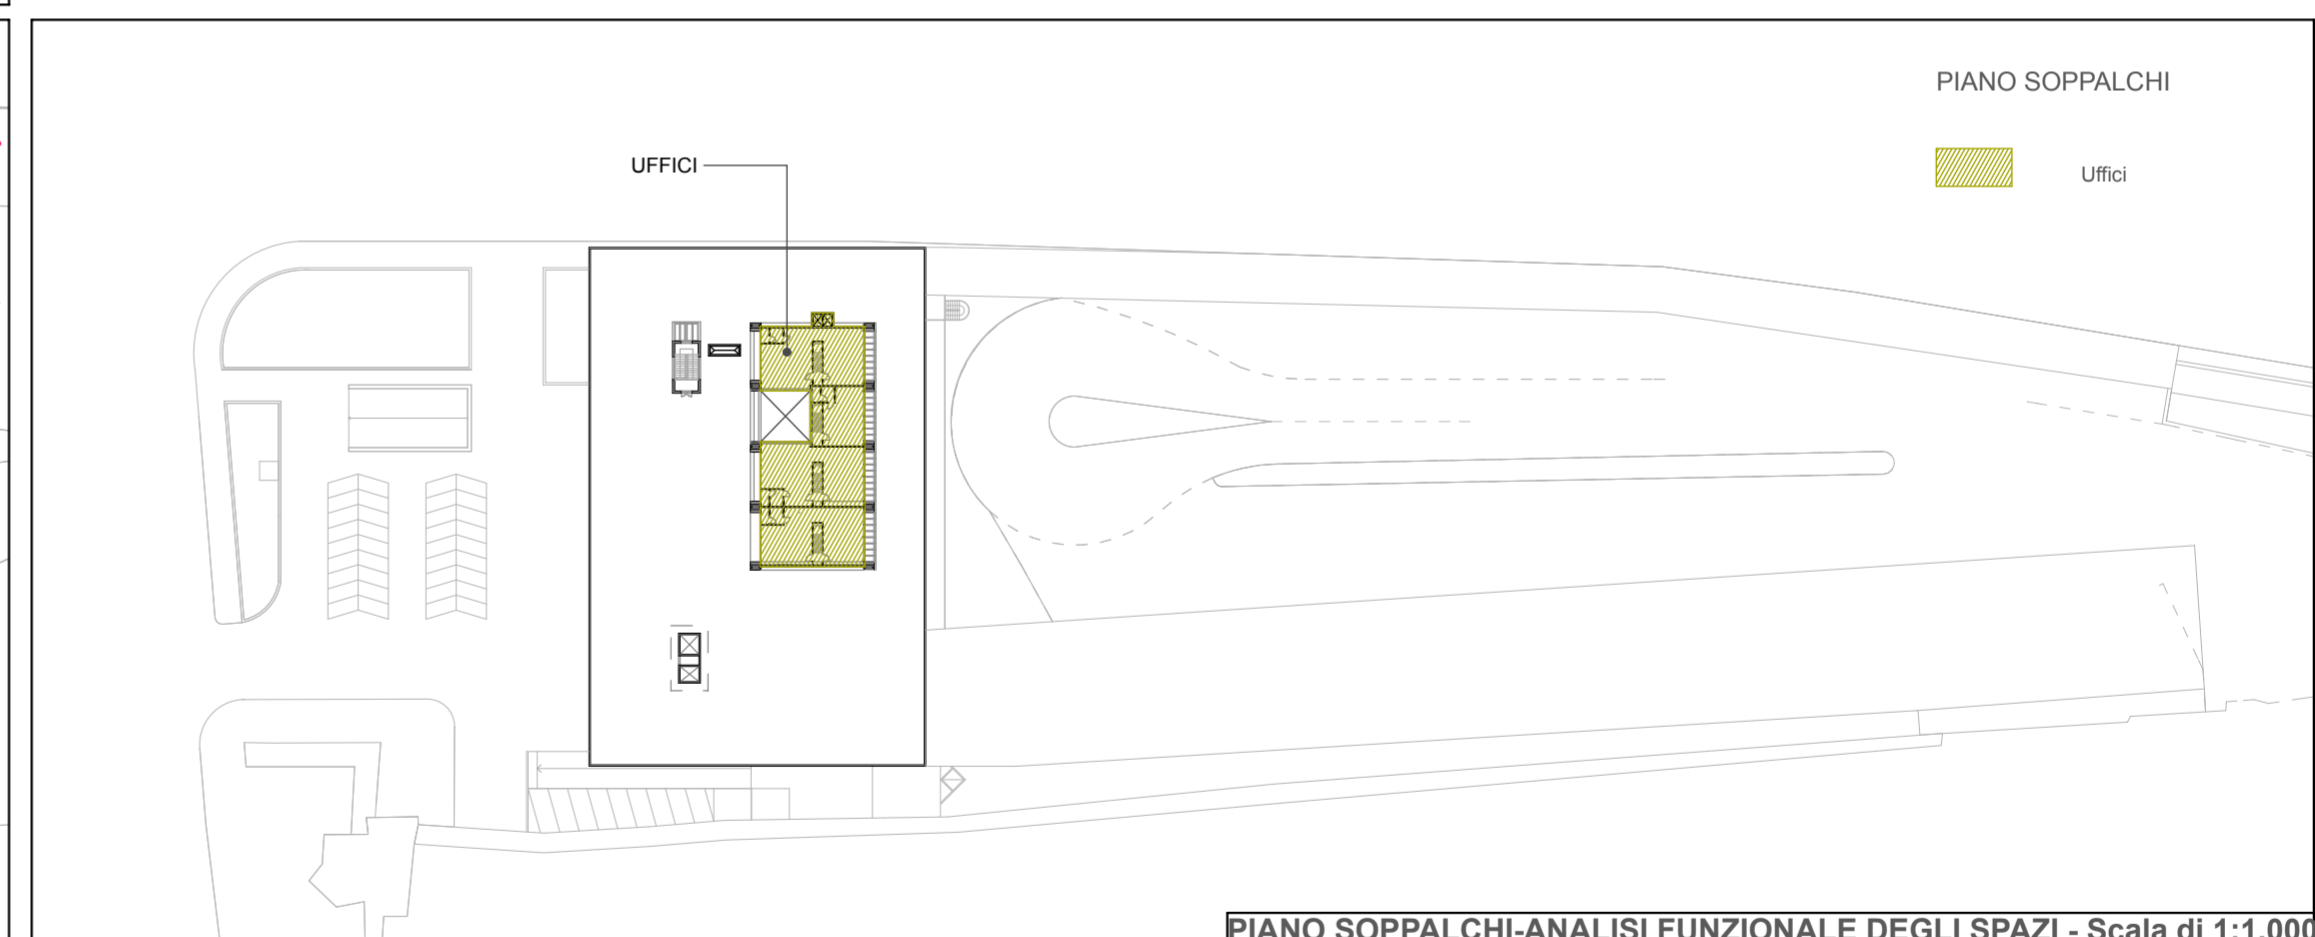 PIANO SOPPALCHI
UFFICI
Uffici
PIANO SOPPALCHI-ANALISI FUNZIONALE DEGLI SPAZI - Scala di 1:1.000